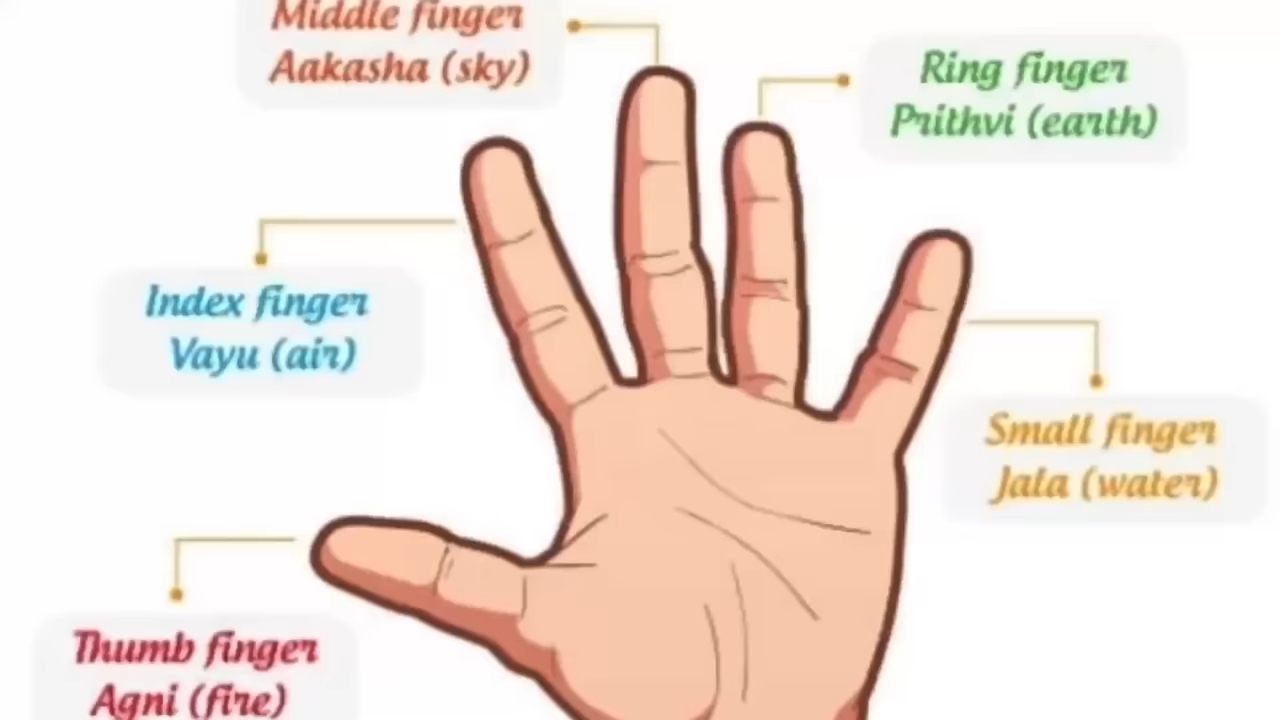 Middle finger
Aakasha (sky)
Ring finger
Prithvi (earth)
Index finger
Vayu (air)
Small finger
Jala (water)
Thumb finger
Agni (fire)